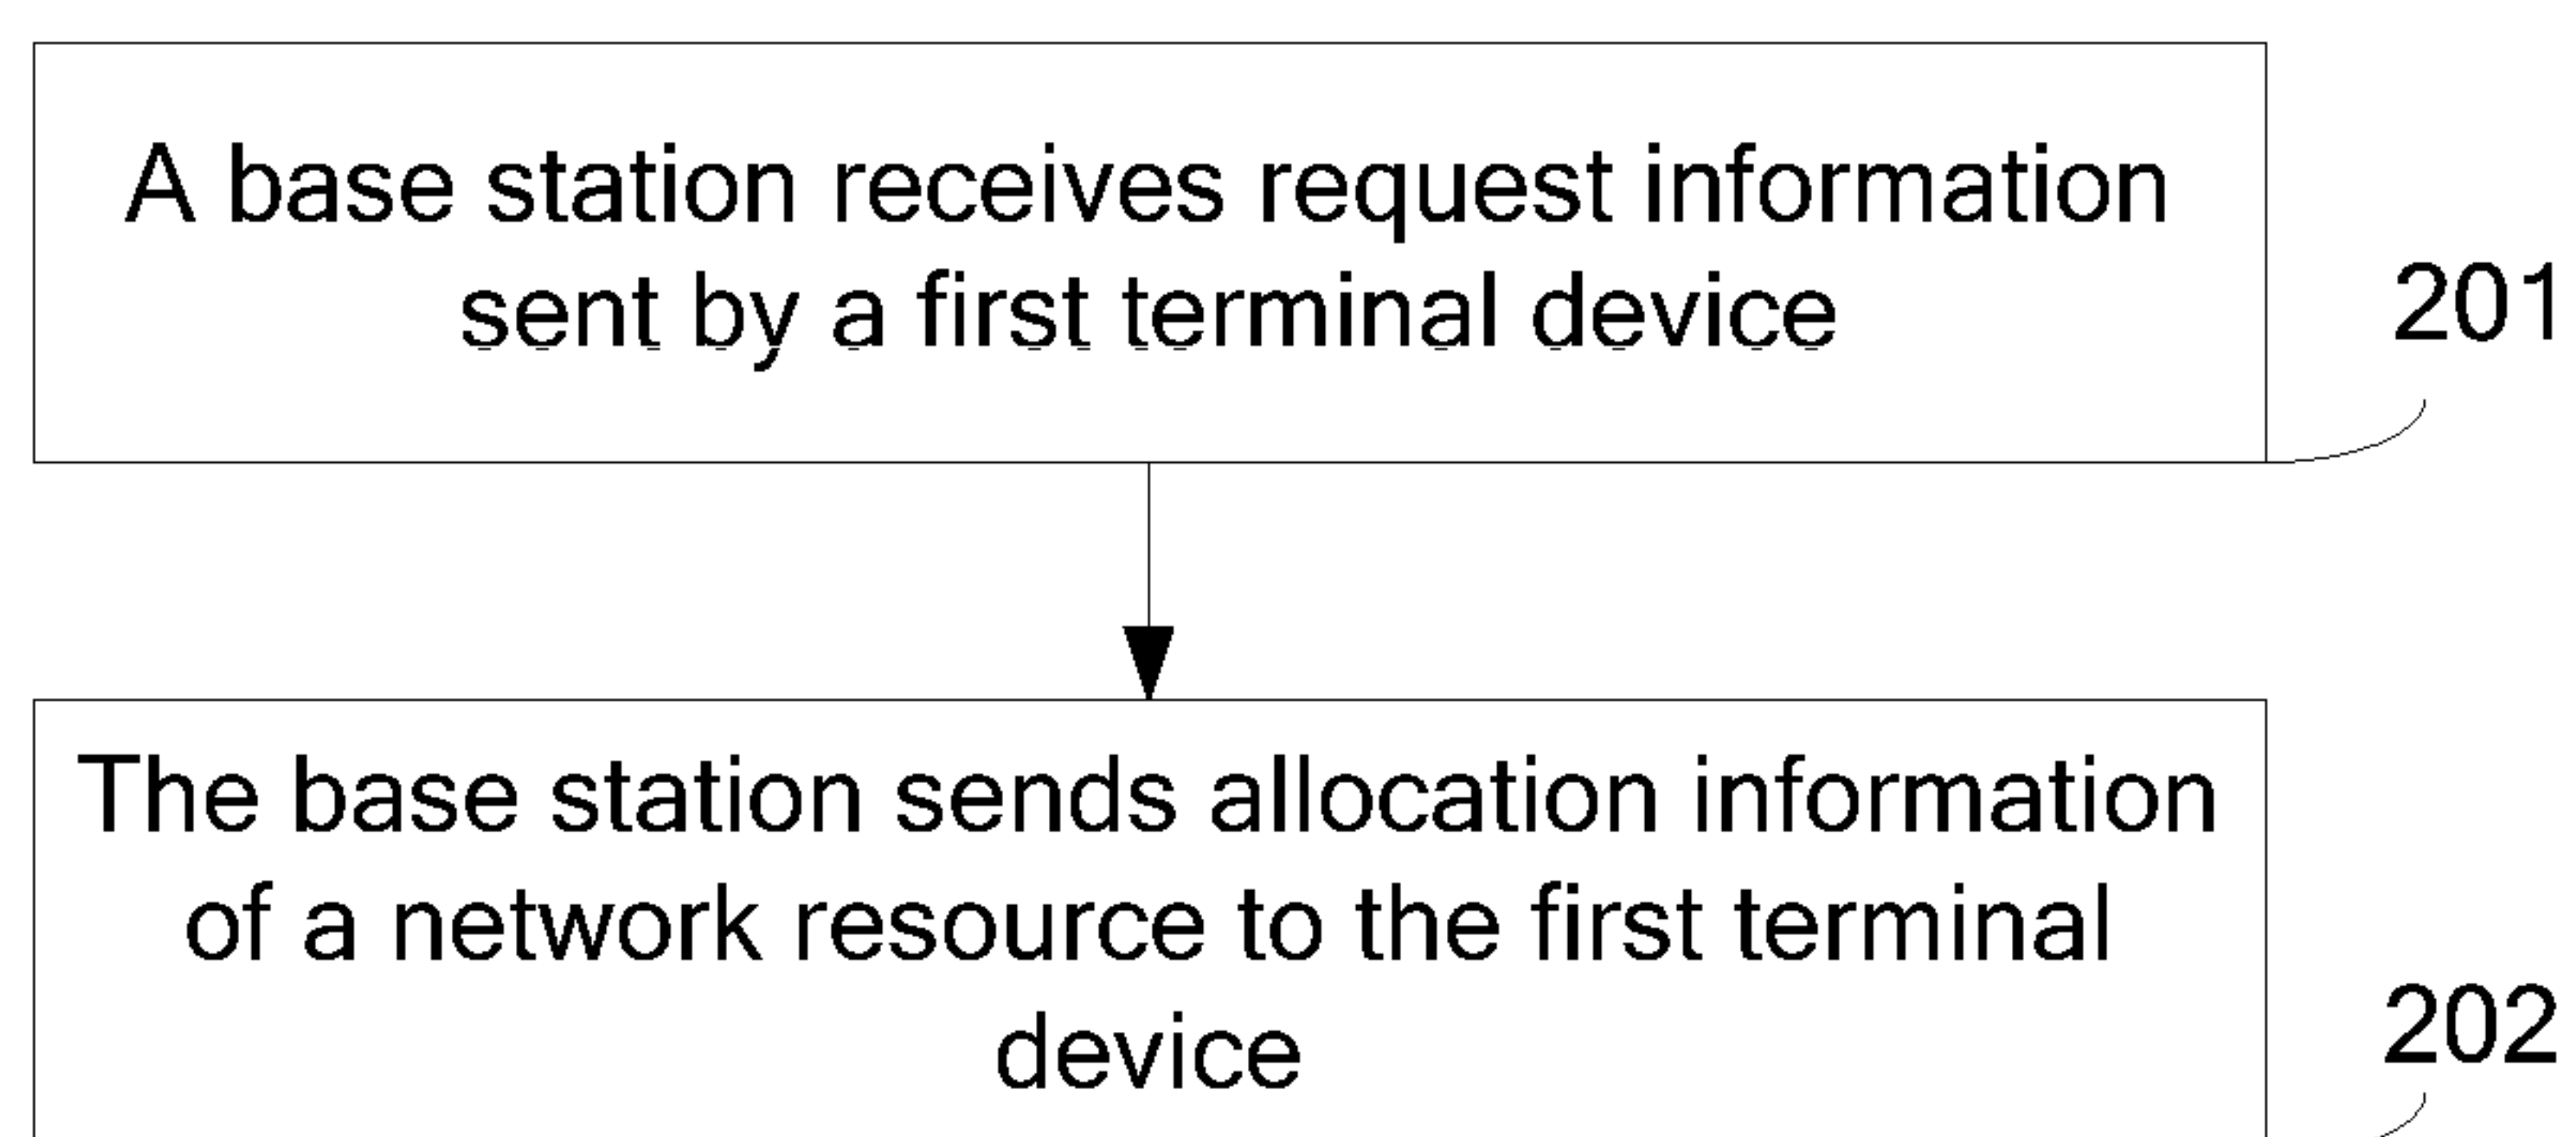 A base station receives request information
sent by a first terminal device
201
The base station sends allocation information
of a network resource to the first terminal
device
202